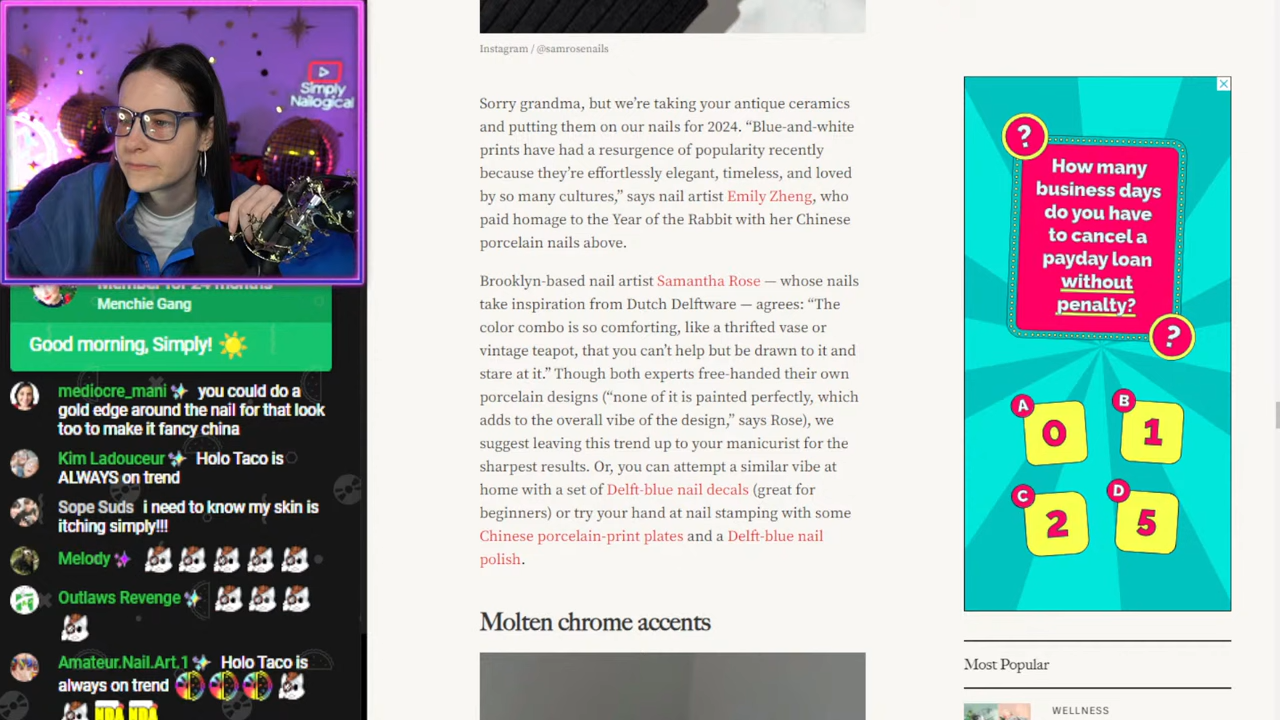 Simply
Nailogical
Member for 24 months
Menchie Gang
Good morning, Simply!
mediocre_mani you could do a
gold edge around the nail for that look
too to make it fancy china
Kim Ladouceur Holo Taco is
ALWAYS on trend
Sope Suds i need to know my skin is
itching simply!!!
Melody
Outlaws Revenge
Amateur.Nail.Art.1 Holo Taco is
always on trend
Instagram / @samrosenails
Sorry grandma, but we’re taking your antique ceramics
and putting them on our nails for 2024. “Blue-and-white
prints have had a resurgence of popularity recently
because they’re effortlessly elegant, timeless, and loved
by so many cultures,” says nail artist Emily Zheng, who
paid homage to the Year of the Rabbit with her Chinese
porcelain nails above.
Brooklyn-based nail artist Samantha Rose — whose nails
take inspiration from Dutch Delftware — agrees: “The
color combo is so comforting, like a thrifted vase or
vintage teapot, that you can’t help but be drawn to it and
stare at it.” Though both experts free-handed their own
porcelain designs (“none of it is painted perfectly, which
adds to the overall vibe of the design,” says Rose), we
suggest leaving this trend up to your manicurist for the
sharpest results. Or, you can attempt a similar vibe at
home with a set of Delft-blue nail decals (great for
beginners) or try your hand at nail stamping with some
Chinese porcelain-print plates and a Delft-blue nail
polish.
Molten chrome accents
?
How many
business days
do you have
to cancel a
payday loan
without
penalty?
?
A
0
B
1
C
2
D
5
Most Popular
WELLNESS